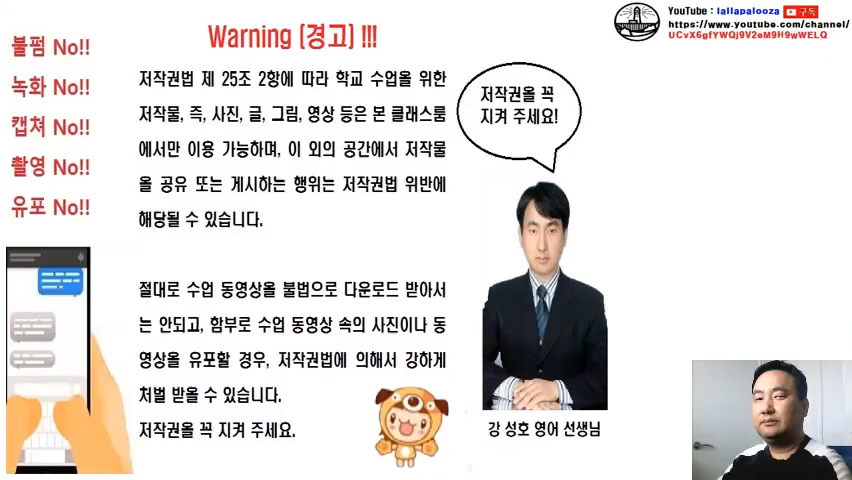 YouTube : lallapalooza 구독
https://www.youtube.com/channel/
UCvX6gfYWQj9V2eM9H9wWELQ
Warning (경고) !!!
불펌 No!!
녹화 No!!
캡쳐 No!!
촬영 No!!
유포 No!!
저작권법 제 25조 2항에 따라 학교 수업을 위한
저작물, 즉, 사진, 글, 그림, 영상 등은 본 클래스룸
에서만 이용 가능하며, 이 외의 공간에서 저작물
을 공유 또는 게시하는 행위는 저작권법 위반에
해당될 수 있습니다.
절대로 수업 동영상을 불법으로 다운로드 받아서
는 안되고, 함부로 수업 동영상 속의 사진이나 동
영상을 유포할 경우, 저작권법에 의해서 강하게
처벌 받을 수 있습니다.
저작권을 꼭 지켜 주세요.
저작권을 꼭
지켜 주세요!
강 성호 영어 선생님